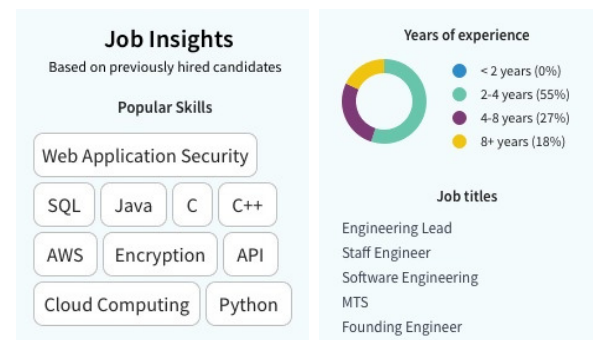 Job Insights
Based on previously hired candidates
Popular Skills
Web Application Security
SQL Java C C++
AWS Encryption API
Cloud Computing Python
Years of experience
< 2 years (0%)
2-4 years (55%)
4-8 years (27%)
8+ years (18%)
Job titles
Engineering Lead
Staff Engineer
Software Engineering
MTS
Founding Engineer